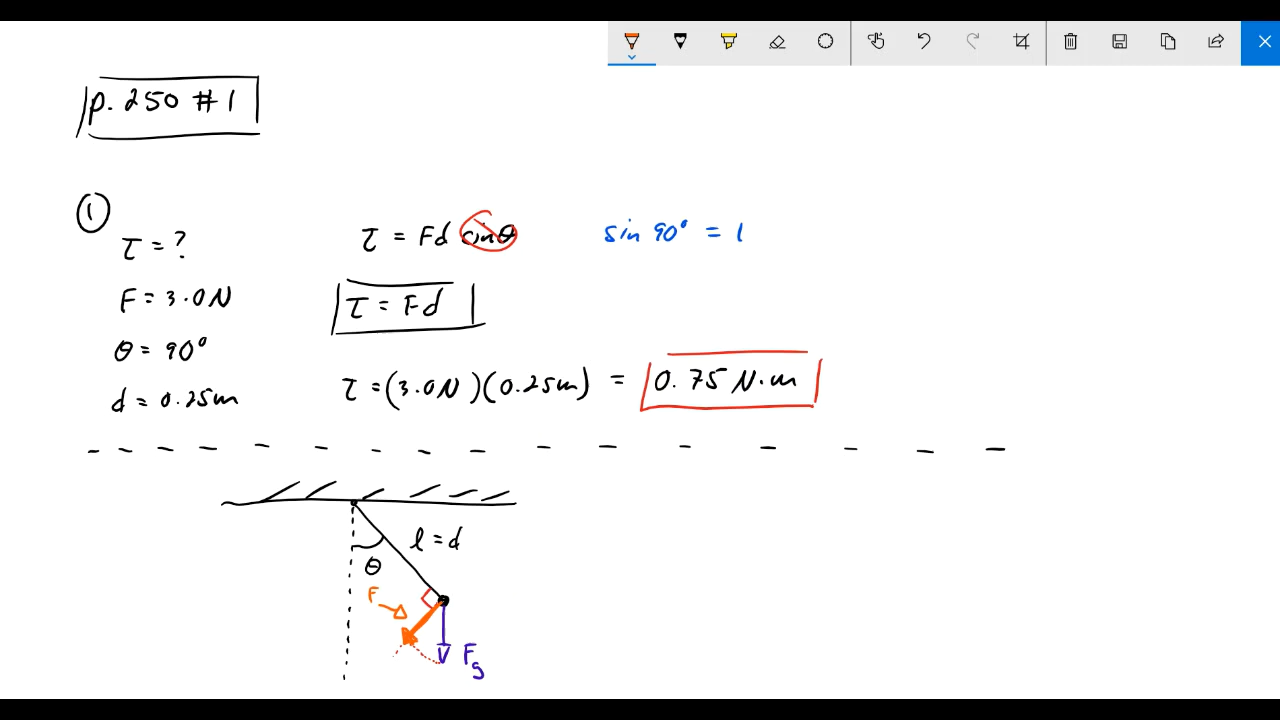 p. 250 # 1
①
τ = ?
F = 3.0N
θ = 90°
d = 0.25m
τ = Fd sinθ
sin 90° = 1
τ = Fd
τ = (3.0N)(0.25m) = 0.75 N·m
l = d
θ
F
Fg